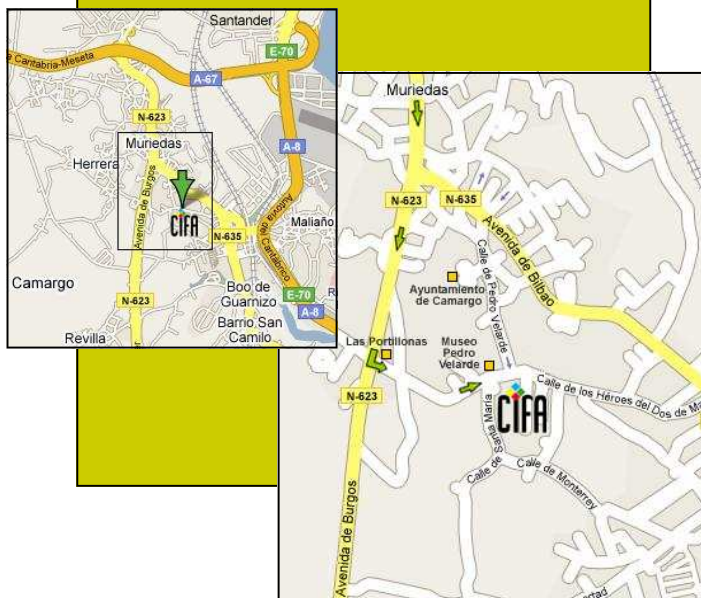 Santander
E-70
a Cantabria-Meseta
A-67
N-623
Muriedas
Herrera
A-8
Avenida de Burgos
CIFA
N-635
Autovía del Cantábrico
Maliaño
Camargo
N-623
Boo de
Guarnizo
E-70
A-8
Barrio San
Camilo
Revilla
Muriedas
N-623
N-635
Avenida de Bilbao
Calle de Pedro Velarde
Ayuntamiento
de Camargo
Las Portillonas
Museo
Pedro
Velarde
N-623
CIFA
Calle de los Héroes del Dos de Ma
Calle de
Santa María
Calle de Monterrey
Avenida de Burgos
ertad